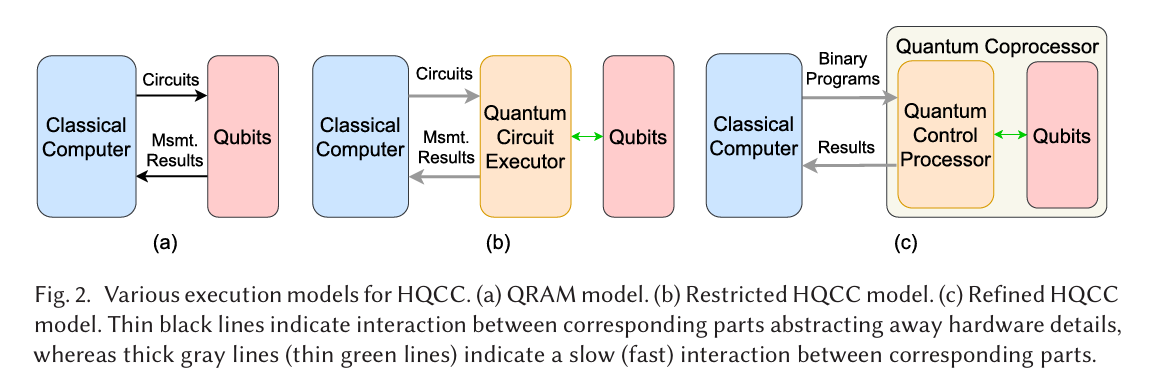 Circuits
Classical
Computer
Msmt.
Results
Qubits
(a)
Circuits
Classical
Computer
Msmt.
Results
Quantum
Circuit
Executor
Qubits
(b)
Quantum Coprocessor
Binary
Programs
Classical
Computer
Results
Quantum
Control
Processor
Qubits
(c)
Fig. 2. Various execution models for HQCC. (a) QRAM model. (b) Restricted HQCC model. (c) Refined HQCC
model. Thin black lines indicate interaction between corresponding parts abstracting away hardware details,
whereas thick gray lines (thin green lines) indicate a slow (fast) interaction between corresponding parts.